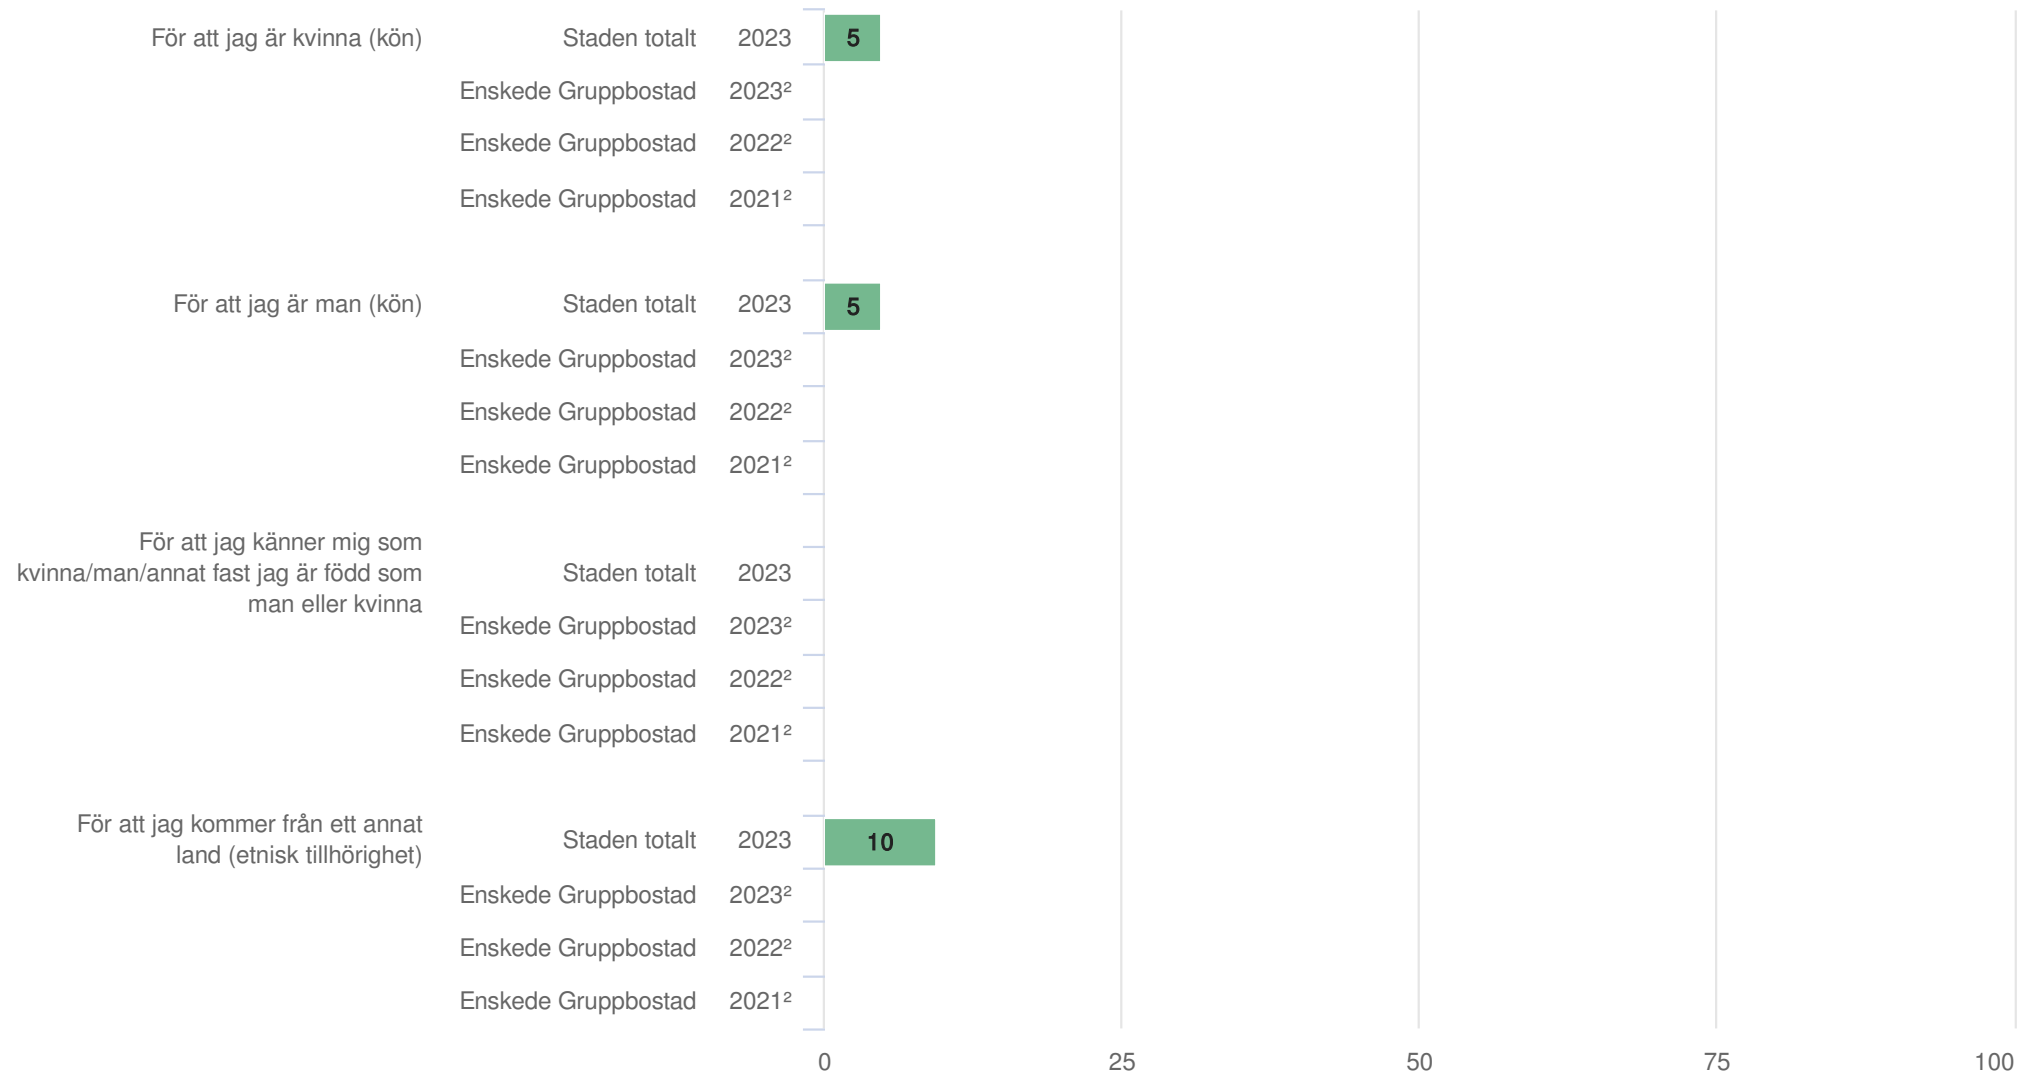 För att jag är kvinna (kön) Staden totalt 2023 5
Enskede Gruppbostad 2023²
Enskede Gruppbostad 2022²
Enskede Gruppbostad 2021²
För att jag är man (kön) Staden totalt 2023 5
Enskede Gruppbostad 2023²
Enskede Gruppbostad 2022²
Enskede Gruppbostad 2021²
För att jag känner mig som
kvinna/man/annat fast jag är född som
man eller kvinna
Staden totalt 2023
Enskede Gruppbostad 2023²
Enskede Gruppbostad 2022²
Enskede Gruppbostad 2021²
För att jag kommer från ett annat
land (etnisk tillhörighet)
Staden totalt 2023 10
Enskede Gruppbostad 2023²
Enskede Gruppbostad 2022²
Enskede Gruppbostad 2021²
0 25 50 75 100